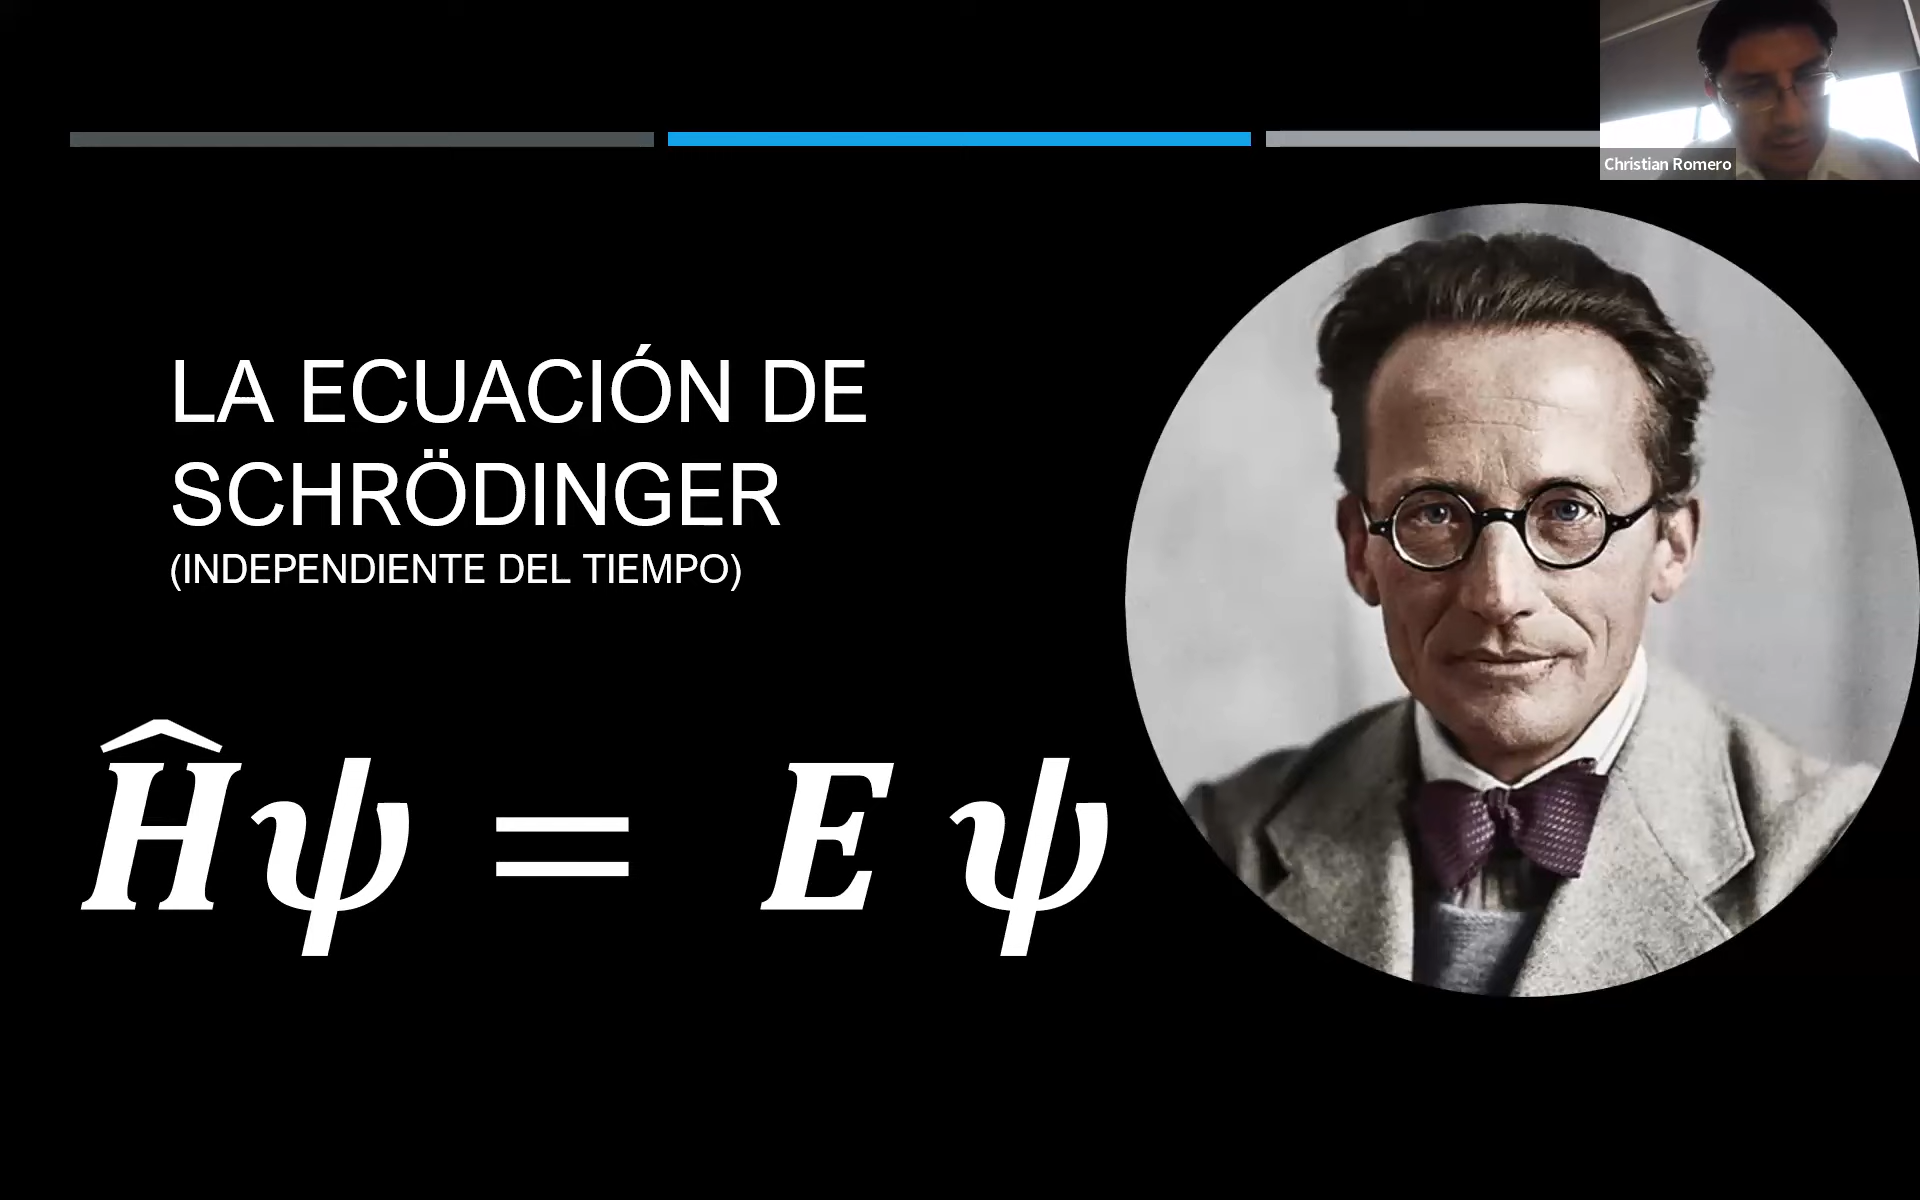 Christian Romero
LA ECUACIÓN DE
SCHRÖDINGER
(INDEPENDIENTE DEL TIEMPO)
Ĥψ = E ψ